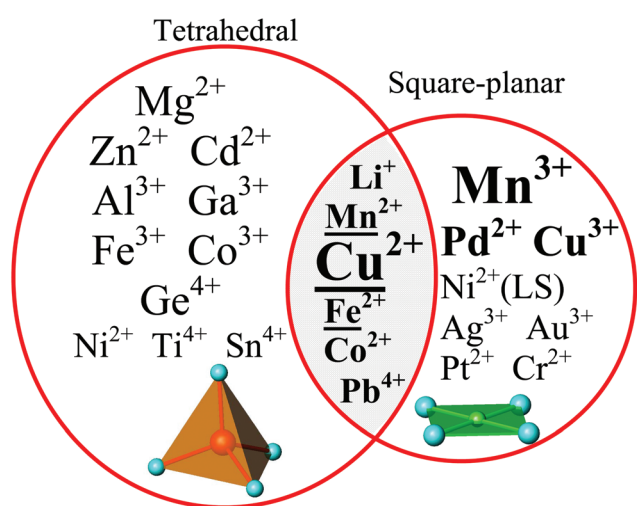 Tetrahedral
Mg²⁺
Zn²⁺ Cd²⁺
Al³⁺ Ga³⁺
Fe³⁺ Co³⁺
Ge⁴⁺
Ni²⁺ Ti⁴⁺ Sn⁴⁺
Li⁺
Mn²⁺
Cu²⁺
Fe²⁺
Co²⁺
Pb⁴⁺
Square-planar
Mn³⁺
Pd²⁺ Cu³⁺
Ni²⁺(LS)
Ag³⁺ Au³⁺
Pt²⁺ Cr²⁺